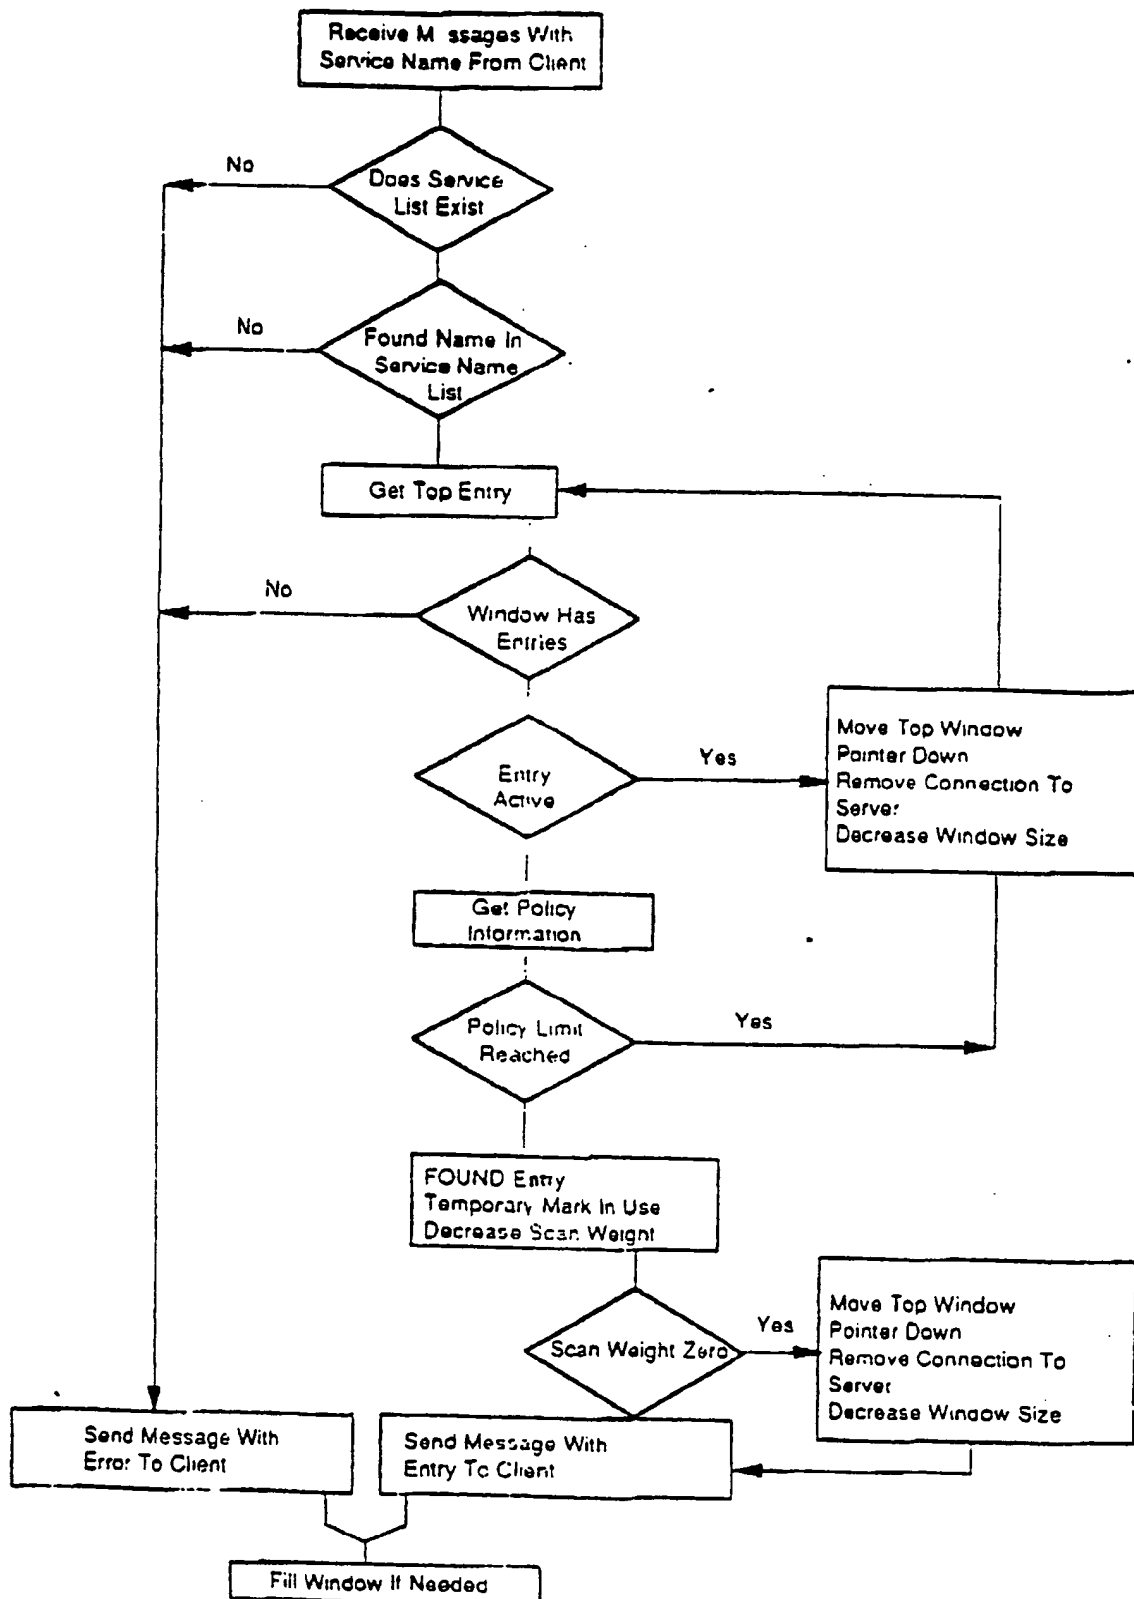 Receive M ssages With
Service Name From Client
No
Does Service
List Exist
No
Found Name In
Service Name
List
Get Top Entry
No
Window Has
Entries
Entry
Active
Yes
Move Top Window
Pointer Down
Remove Connection To
Server
Decrease Window Size
Get Policy
Information
Policy Limit
Reached
Yes
FOUND Entry
Temporary Mark In Use
Decrease Scan Weight
Scan Weight Zero
Yes
Move Top Window
Pointer Down
Remove Connection To
Server
Decrease Window Size
Send Message With
Error To Client
Send Message With
Entry To Client
Fill Window If Needed